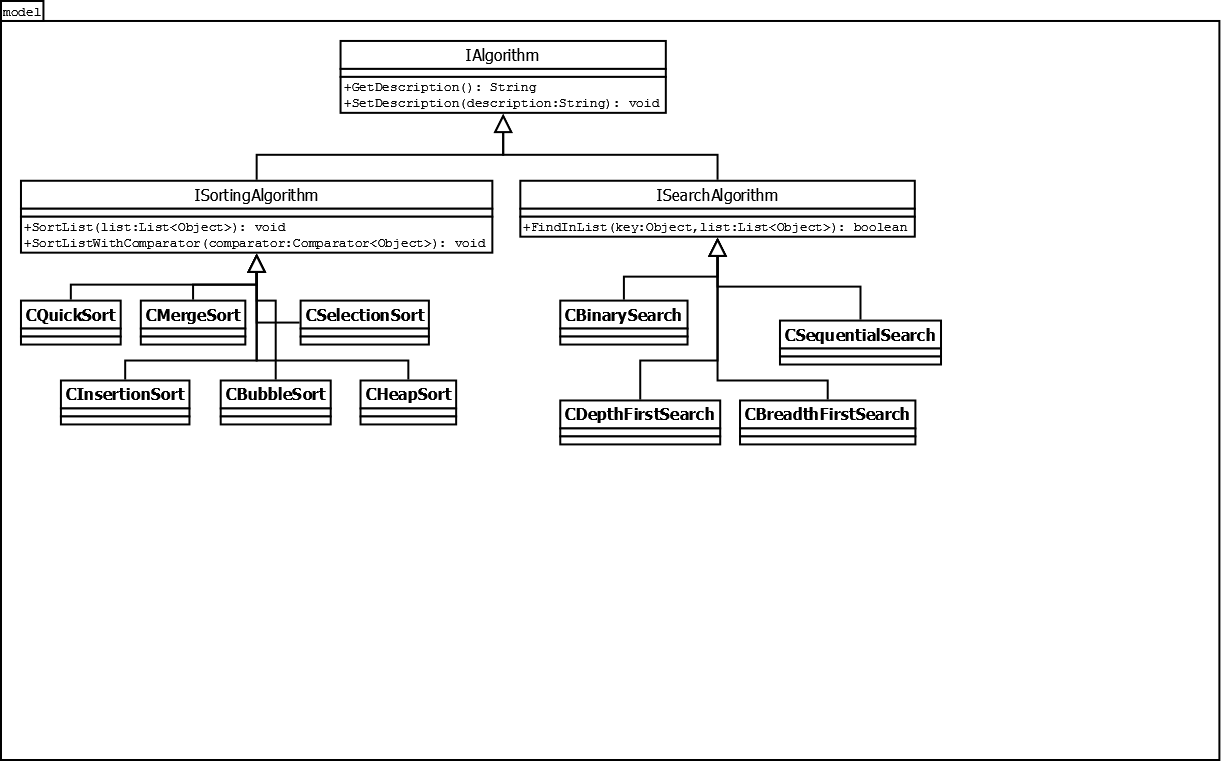 model
IAlgorithm
+GetDescription(): String
+SetDescription(description:String): void
ISortingAlgorithm
+SortList(list:List<Object>): void
+SortListWithComparator(comparator:Comparator<Object>): void
ISearchAlgorithm
+FindInList(key:Object,list:List<Object>): boolean
CQuickSort
CMergeSort
CSelectionSort
CInsertionSort
CBubbleSort
CHeapSort
CBinarySearch
CSequentialSearch
CDepthFirstSearch
CBreadthFirstSearch